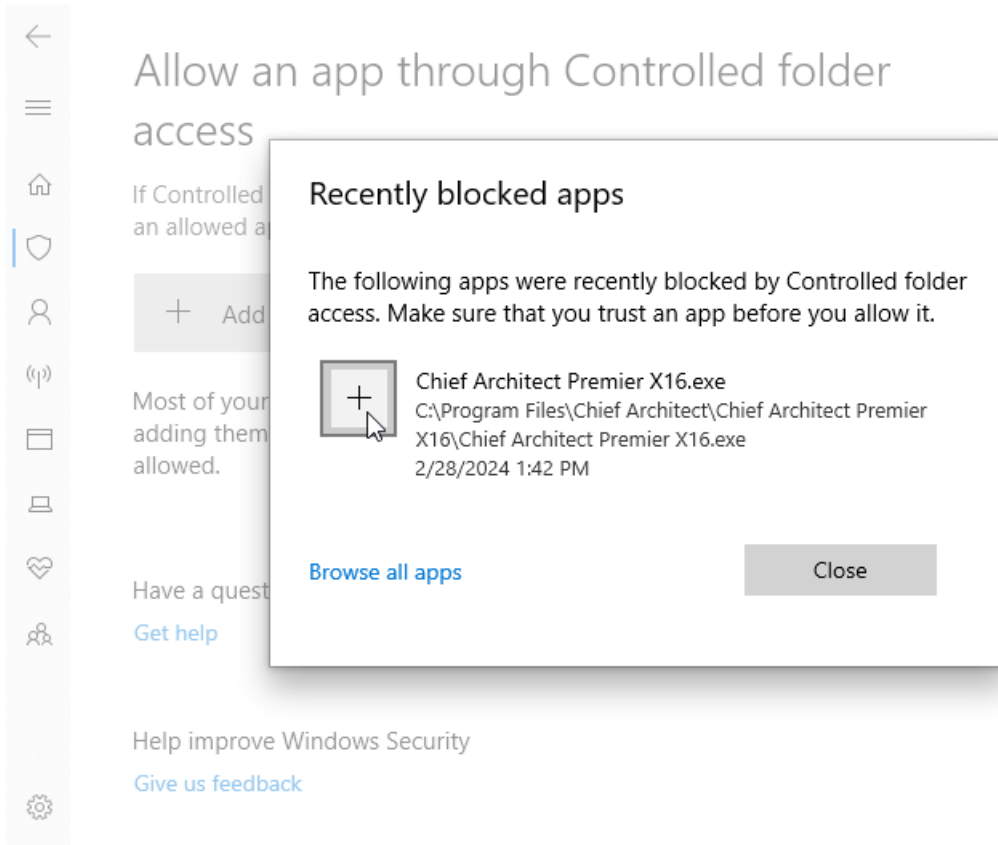 Allow an app through Controlled folder
access
If Controlled
an allowed
Add
Most of your
adding them
allowed.
Have a quest
Get help
Help improve Windows Security
Give us feedback
Recently blocked apps
The following apps were recently blocked by Controlled folder
access. Make sure that you trust an app before you allow it.
Chief Architect Premier X16.exe
C:\Program Files\Chief Architect\Chief Architect Premier
X16\Chief Architect Premier X16.exe
2/28/2024 1:42 PM
Browse all apps
Close